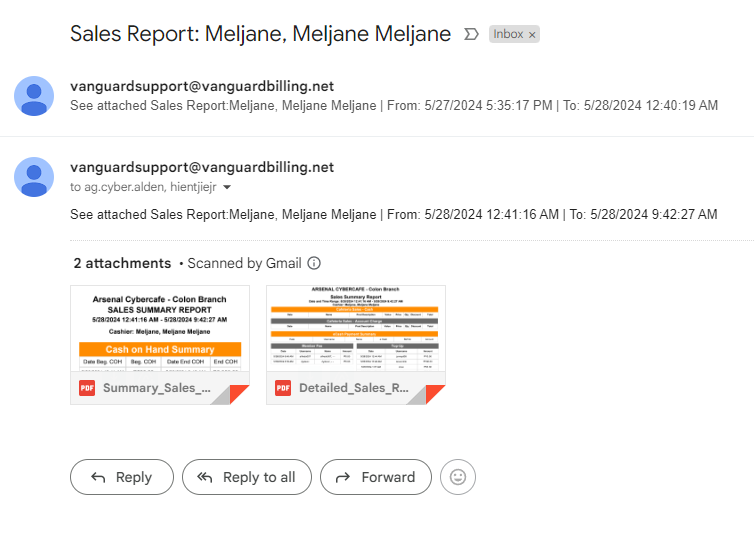 Sales Report: Meljane, Meljane Meljane
Inbox ×
vanguardsupport@vanguardbilling.net
See attached Sales Report:Meljane, Meljane Meljane | From: 5/27/2024 5:35:17 PM | To: 5/28/2024 12:40:19 AM
vanguardsupport@vanguardbilling.net
to ag.cyber.alden, hientjiejr
See attached Sales Report:Meljane, Meljane Meljane | From: 5/28/2024 12:41:16 AM | To: 5/28/2024 9:42:27 AM
2 attachments • Scanned by Gmail
Arsenal Cybercafe - Colon Branch
SALES SUMMARY REPORT
5/28/2024 12:41:16 AM - 5/28/2024 9:42:27 AM
Cashier: Meljane, Meljane Meljane
Cash on Hand Summary
Date Beg. COH Beg. COH Date End COH End COH
PDF Summary_Sales_...
ARSENAL CYBERCAFE - Colon Branch
Sales Summary Report
PDF Detailed_Sales_R...
Reply
Reply to all
Forward